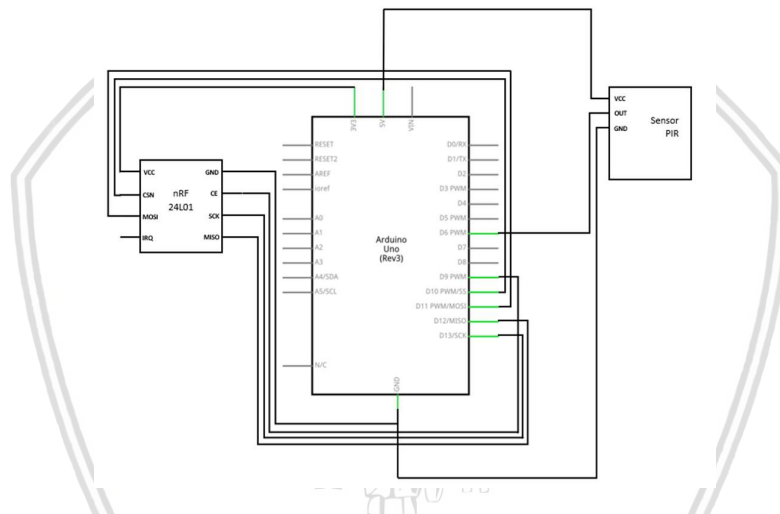 3V3
5V
VIN
VCC
OUT
GND
Sensor
PIR
RESET
RESET2
AREF
ioref
A0
A1
A2
A3
A4/SDA
A5/SCL
N/C
Arduino
Uno
(Rev3)
D0/RX
D1/TX
D2
D3 PWM
D4
D5 PWM
D6 PWM
D7
D8
D9 PWM
D10 PWM/SS
D11 PWM/MOSI
D12/MISO
D13/SCK
GND
VCC
CSN
MOSI
IRQ
nRF
24L01
GND
CE
SCK
MISO